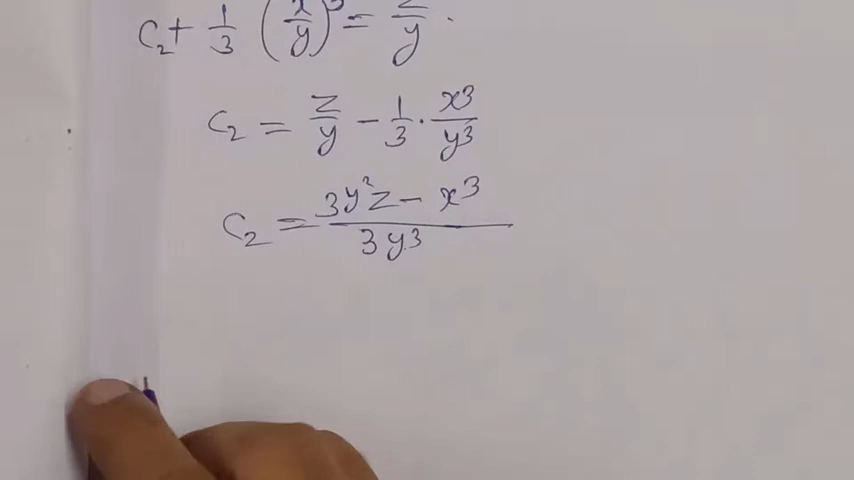 C₂ + 1/3 (x/y)³ = z/y .
C₂ = z/y − 1/3 · x³/y³
C₂ = (3y²z − x³)/(3y³)